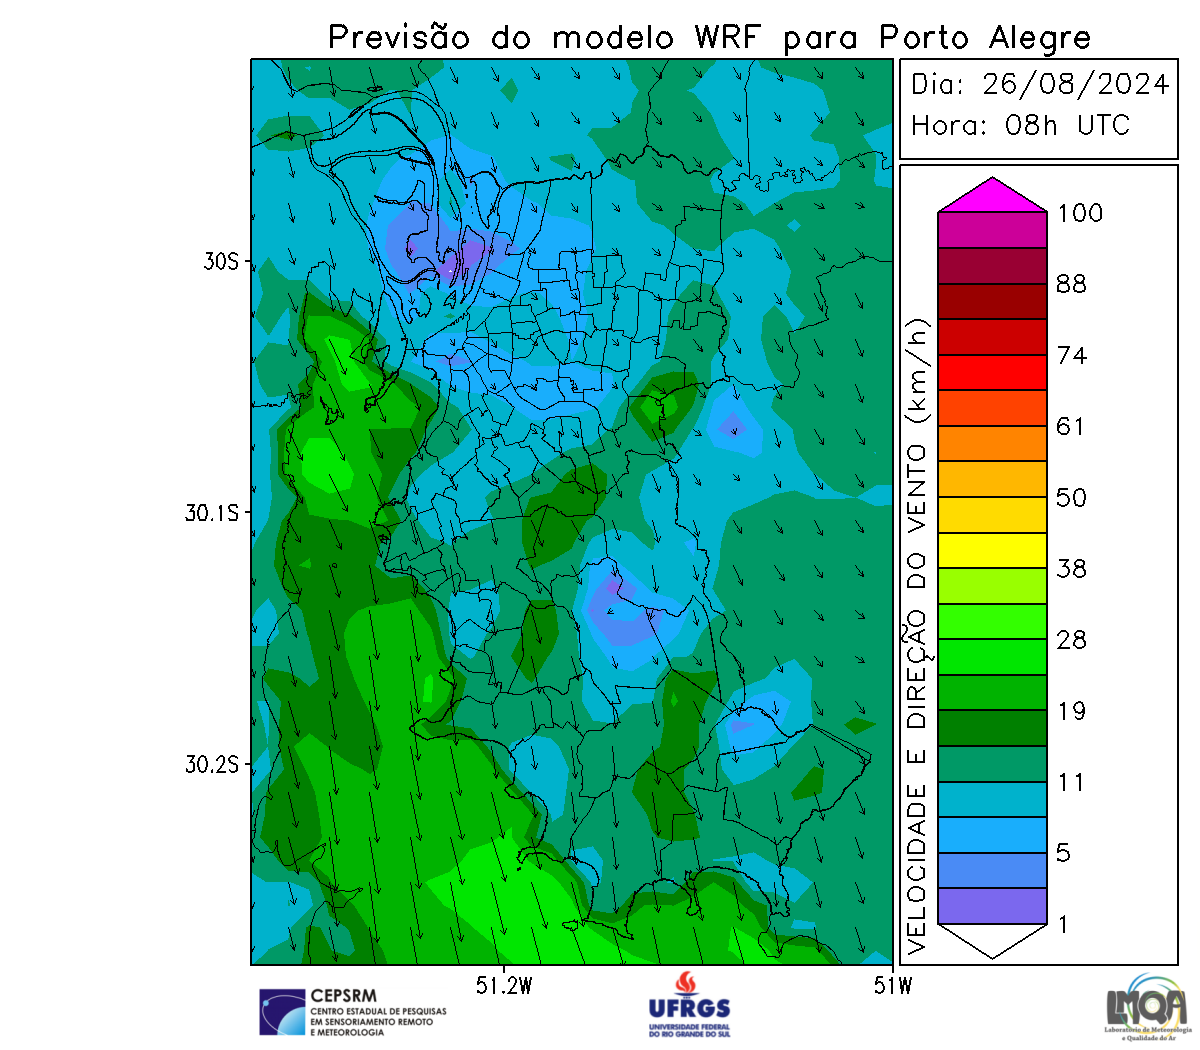 Previsão do modelo WRF para Porto Alegre
Dia: 26/08/2024
Hora: 08h UTC
30S
30.1S
30.2S
51.2W
51W
VELOCIDADE E DIREÇÃO DO VENTO (km/h)
100
88
74
61
50
38
28
19
11
5
1
CEPSRM
CENTRO ESTADUAL DE PESQUISAS
EM SENSORIAMENTO REMOTO
E METEOROLOGIA
UFRGS
UNIVERSIDADE FEDERAL
DO RIO GRANDE DO SUL
LMQA
Laboratório de Meteorologia
e Qualidade do Ar